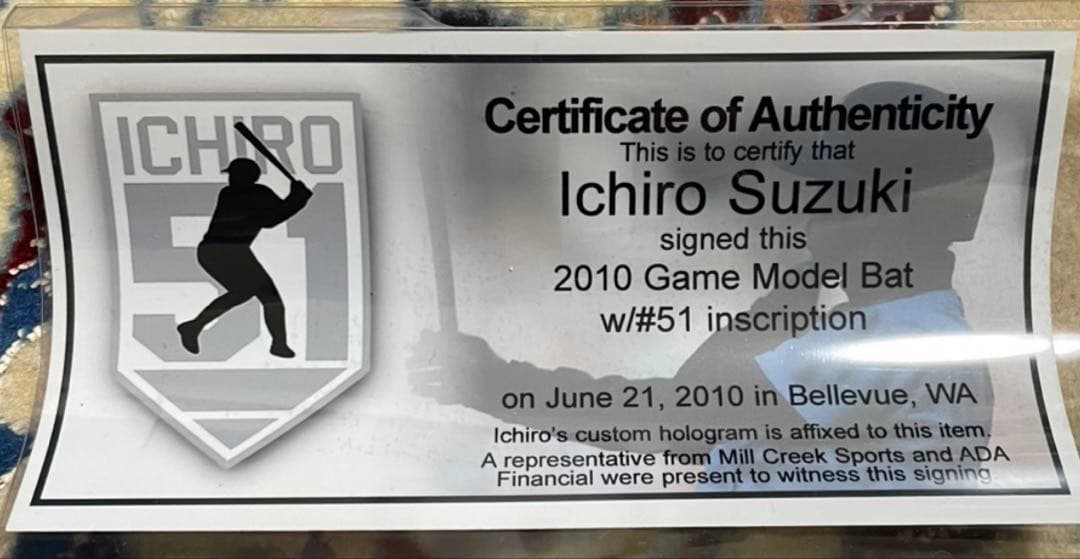 ICHIRO
51
Certificate of Authenticity
This is to certify that
Ichiro Suzuki
signed this
2010 Game Model Bat
w/#51 inscription
on June 21, 2010 in Bellevue, WA
Ichiro's custom hologram is affixed to this item.
A representative from Mill Creek Sports and ADA
Financial were present to witness this signing.